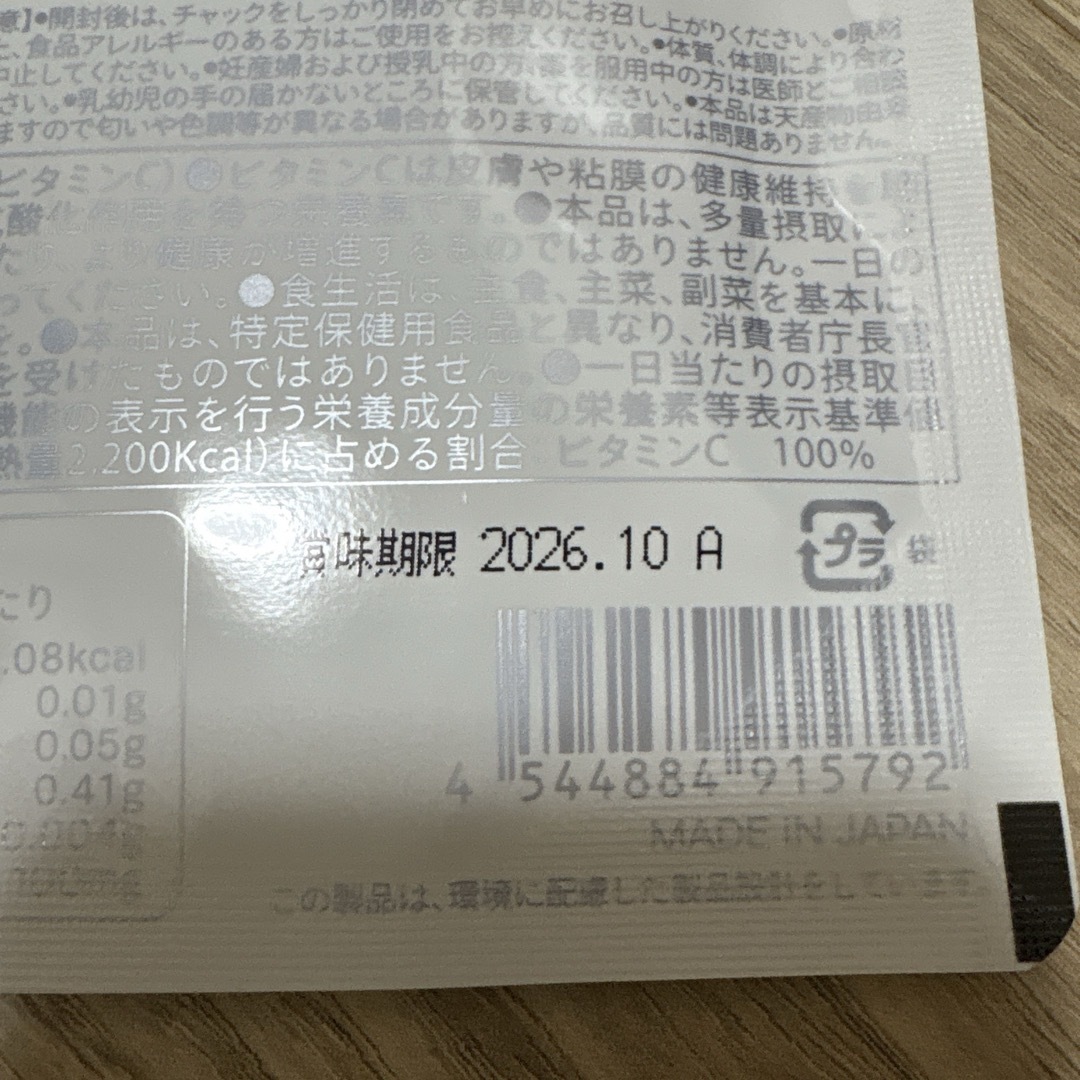 意】●開封後は、チャックをしっかり閉めてお早めにお召し上がりください。●原材
食品アレルギーのある方はご使用をお控えください。●体質、体調により合わ
中止してください。●妊産婦および授乳中の方、薬を服用中の方は医師とご相談
さい。●乳幼児の手の届かないところに保管してください。●本品は天産物由来
ますので匂いや色調等が異なる場合がありますが、品質には問題ありません。
ビタミンC) ●ビタミンCは皮膚や粘膜の健康維持
酸化作用を持つ栄養素です。●本品は、多量摂取によ
たり、より健康が増進するものではありません。一日の
ってください。●食生活は、主食、主菜、副菜を基本に、
を。●本品は、特定保健用食品と異なり、消費者庁長官
を受けたものではありません。●一日当たりの摂取目
機能の表示を行う栄養成分量の栄養素等表示基準値
熱量2,200Kcal)に占める割合 ビタミンC 100%
賞味期限 2026.10 A
プラ 袋
たり
.08kcal
0.01g
0.05g
0.41g
0.004g
4 544884 915792
MADE IN JAPAN
この製品は、環境に配慮した製品設計をしています